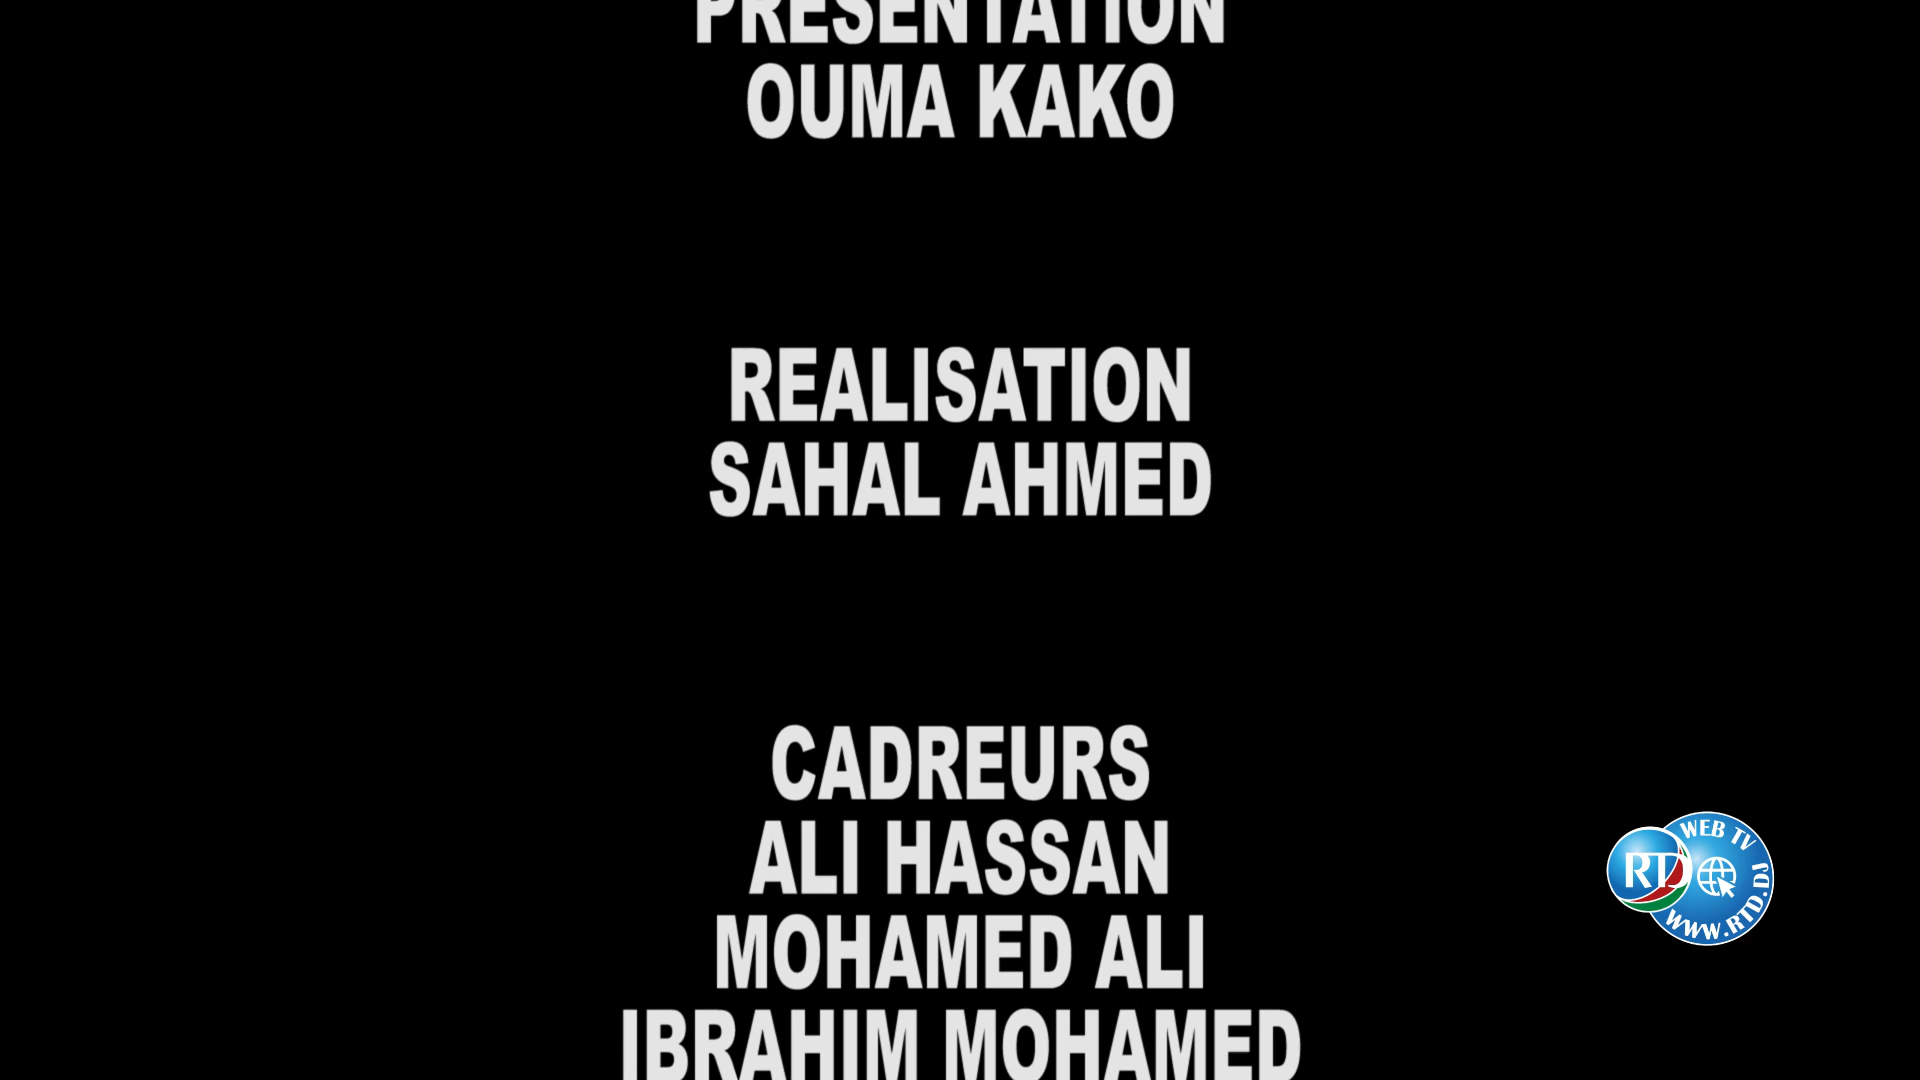 PRESENTATION
OUMA KAKO
REALISATION
SAHAL AHMED
CADREURS
ALI HASSAN
MOHAMED ALI
IBRAHIM MOHAMED
RTD
WEB TV
WWW.RTD.DJ